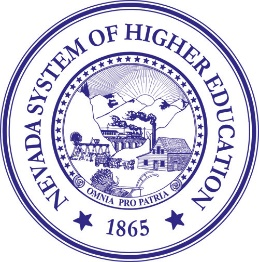 NEVADA SYSTEM OF HIGHER EDUCATION
OMNIA PRO PATRIA
1865